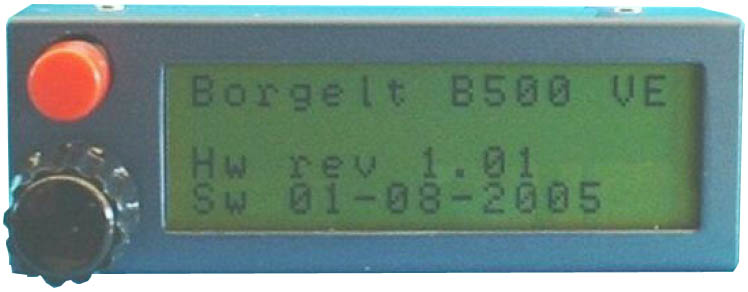 Borgelt B500 VE
Hw rev 1.01
Sw 01-08-2005